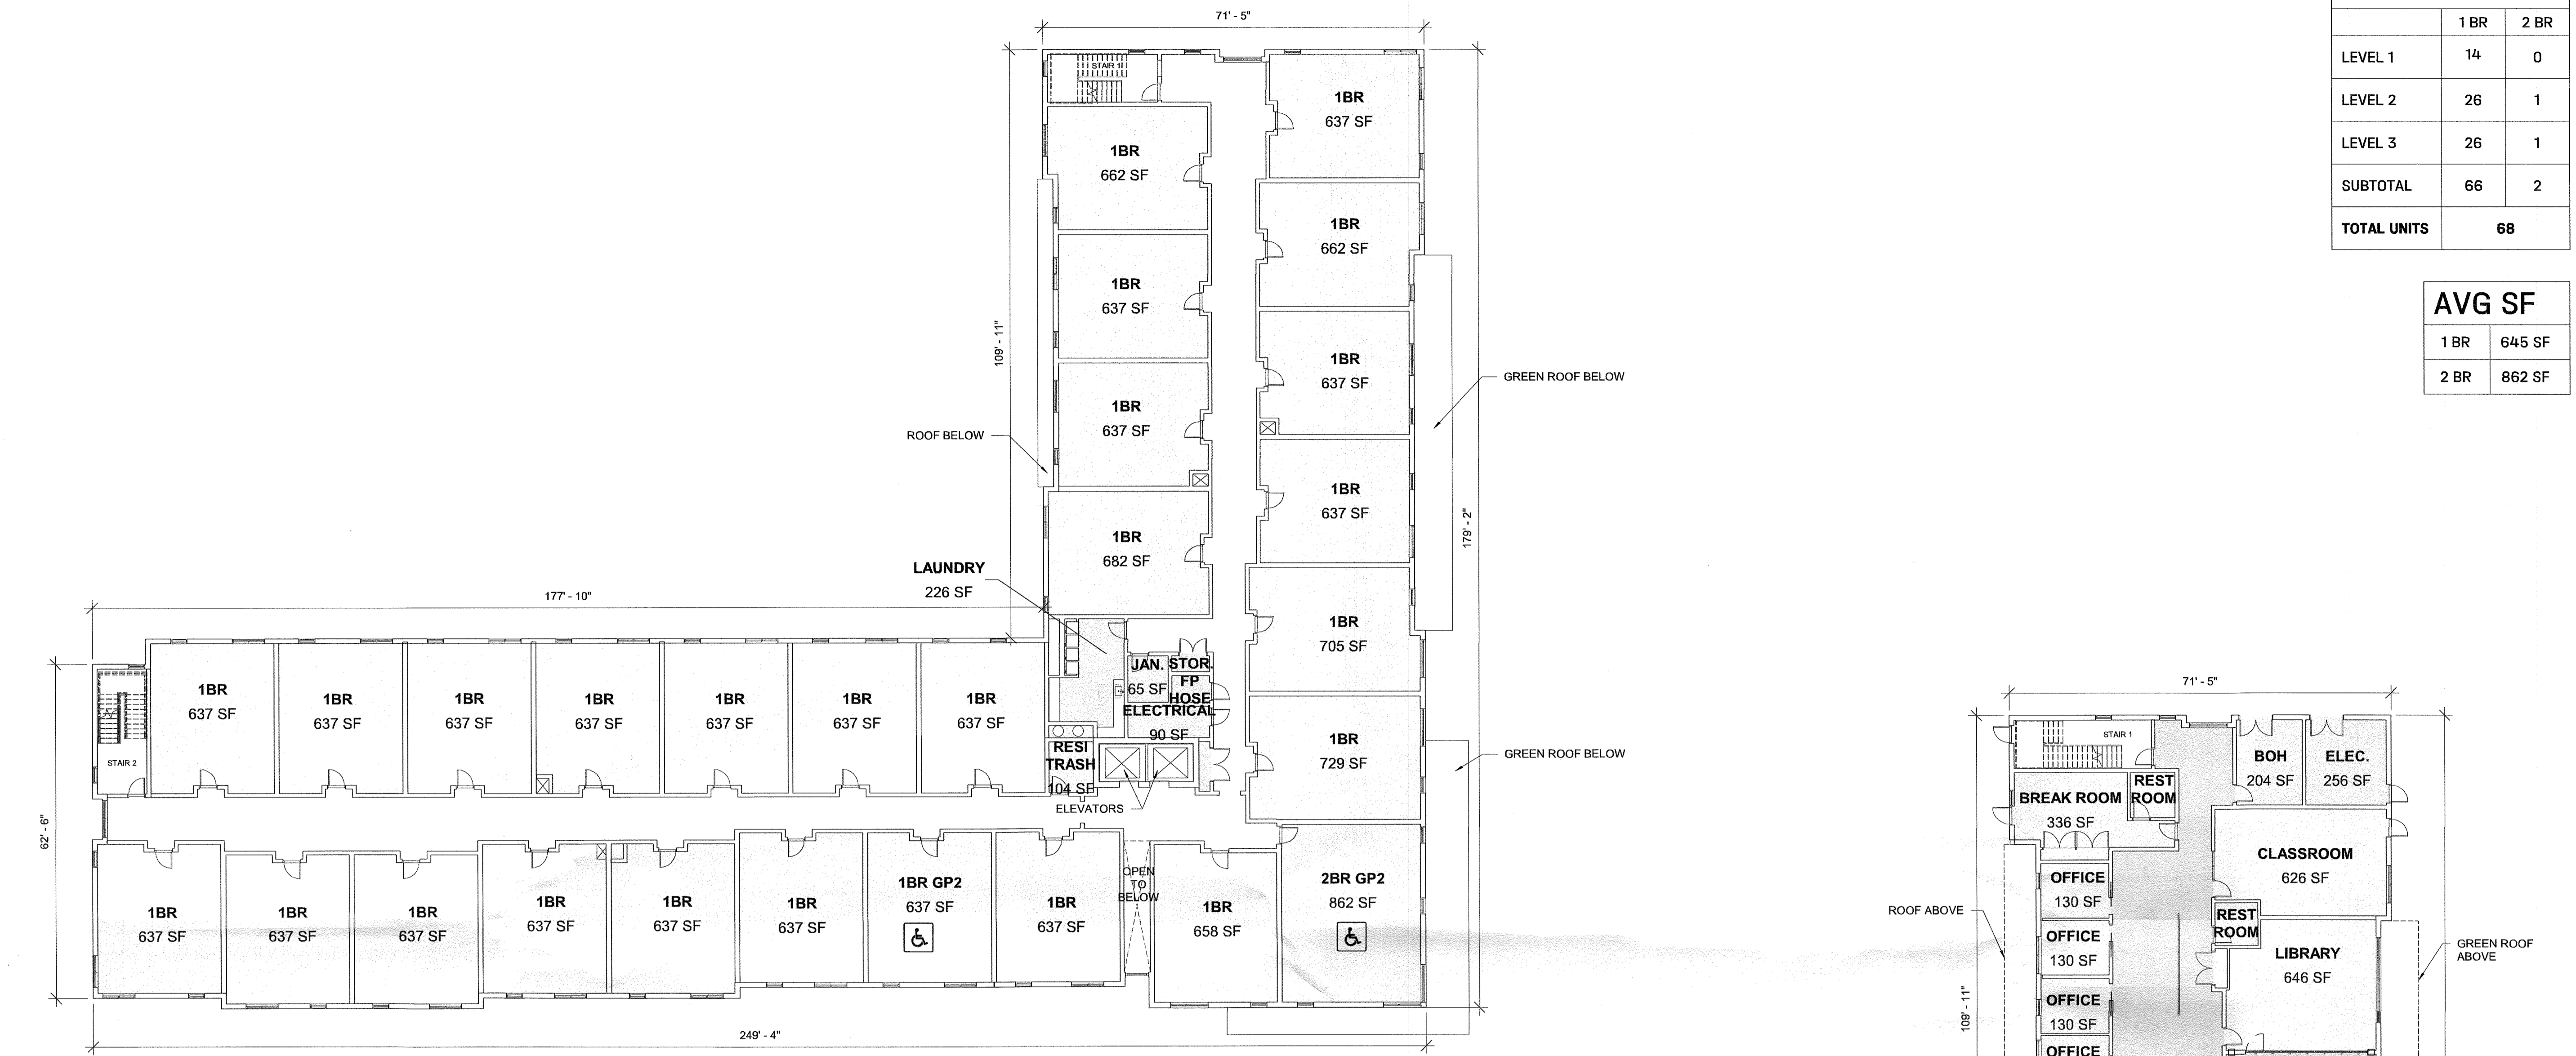 71' - 5"
STAIR 1
1BR
637 SF
1BR
662 SF
1BR
662 SF
1BR
637 SF
109' - 11"
1BR
637 SF
GREEN ROOF BELOW
1BR
637 SF
ROOF BELOW
1BR
637 SF
179' - 2"
1BR
682 SF
LAUNDRY
226 SF
177' - 10"
1BR
705 SF
JAN.
65 SF
STOR.
FP
HOSE
ELECTRICAL
90 SF
1BR
637 SF
1BR
637 SF
1BR
637 SF
1BR
637 SF
1BR
637 SF
1BR
637 SF
1BR
637 SF
STAIR 2
RESI
TRASH
104 SF
ELEVATORS
1BR
729 SF
GREEN ROOF BELOW
62' - 6"
1BR
637 SF
1BR
637 SF
1BR
637 SF
1BR
637 SF
1BR
637 SF
1BR
637 SF
1BR GP2
637 SF
1BR
637 SF
OPEN
TO
BELOW
1BR
658 SF
2BR GP2
862 SF
249' - 4"
1 BR 2 BR
LEVEL 1 14 0
LEVEL 2 26 1
LEVEL 3 26 1
SUBTOTAL 66 2
TOTAL UNITS 68
AVG SF
1 BR 645 SF
2 BR 862 SF
71' - 5"
STAIR 1
BOH
204 SF
ELEC.
256 SF
BREAK ROOM
336 SF
REST
ROOM
CLASSROOM
626 SF
OFFICE
130 SF
ROOF ABOVE
REST
ROOM
OFFICE
130 SF
LIBRARY
646 SF
GREEN ROOF
ABOVE
OFFICE
130 SF
109' - 11"
OFFICE